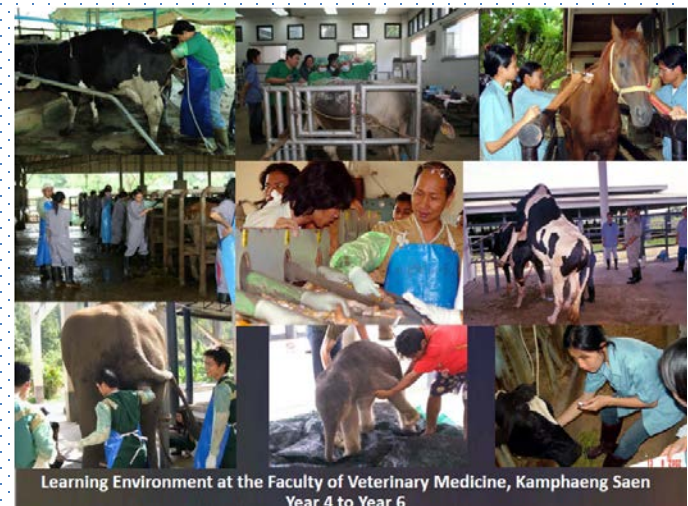 Learning Environment at the Faculty of Veterinary Medicine, Kamphaeng Saen
Year 4 to Year 6